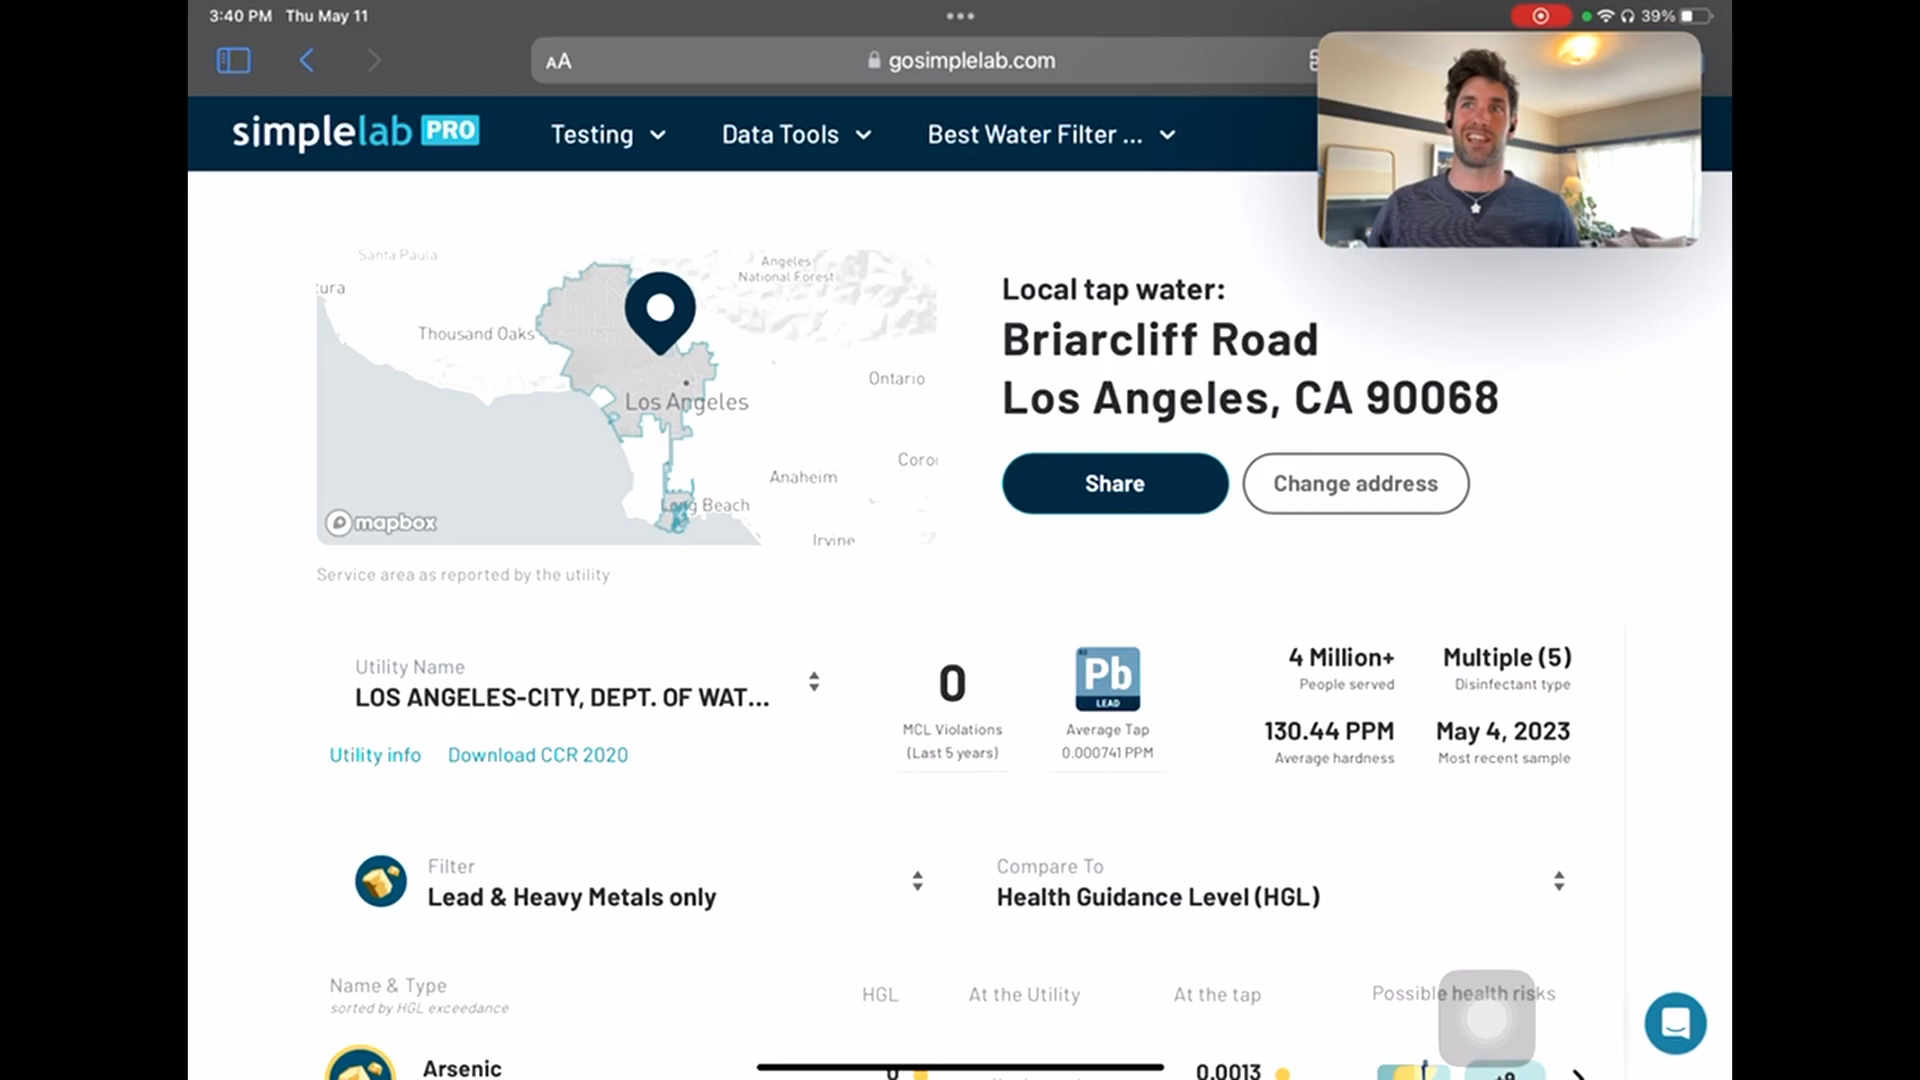 3:40 PM Thu May 11
39%
AA
gosimplelab.com
simplelab PRO
Testing
Data Tools
Best Water Filter ...
Santa Paula
tura
Thousand Oaks
Angeles
National Forest
Ontario
Los Angeles
Anaheim
Coro
Long Beach
Irvine
mapbox
Service area as reported by the utility
Local tap water:
Briarcliff Road
Los Angeles, CA 90068
Share
Change address
Utility Name
LOS ANGELES-CITY, DEPT. OF WAT...
Utility info
Download CCR 2020
0
MCL Violations
(Last 5 years)
Pb
LEAD
Average Tap
0.000741 PPM
4 Million+
People served
Multiple (5)
Disinfectant type
130.44 PPM
Average hardness
May 4, 2023
Most recent sample
Filter
Lead & Heavy Metals only
Compare To
Health Guidance Level (HGL)
Name & Type
sorted by HGL exceedance
HGL
At the Utility
At the tap
Possible health risks
Arsenic
0
0.0013